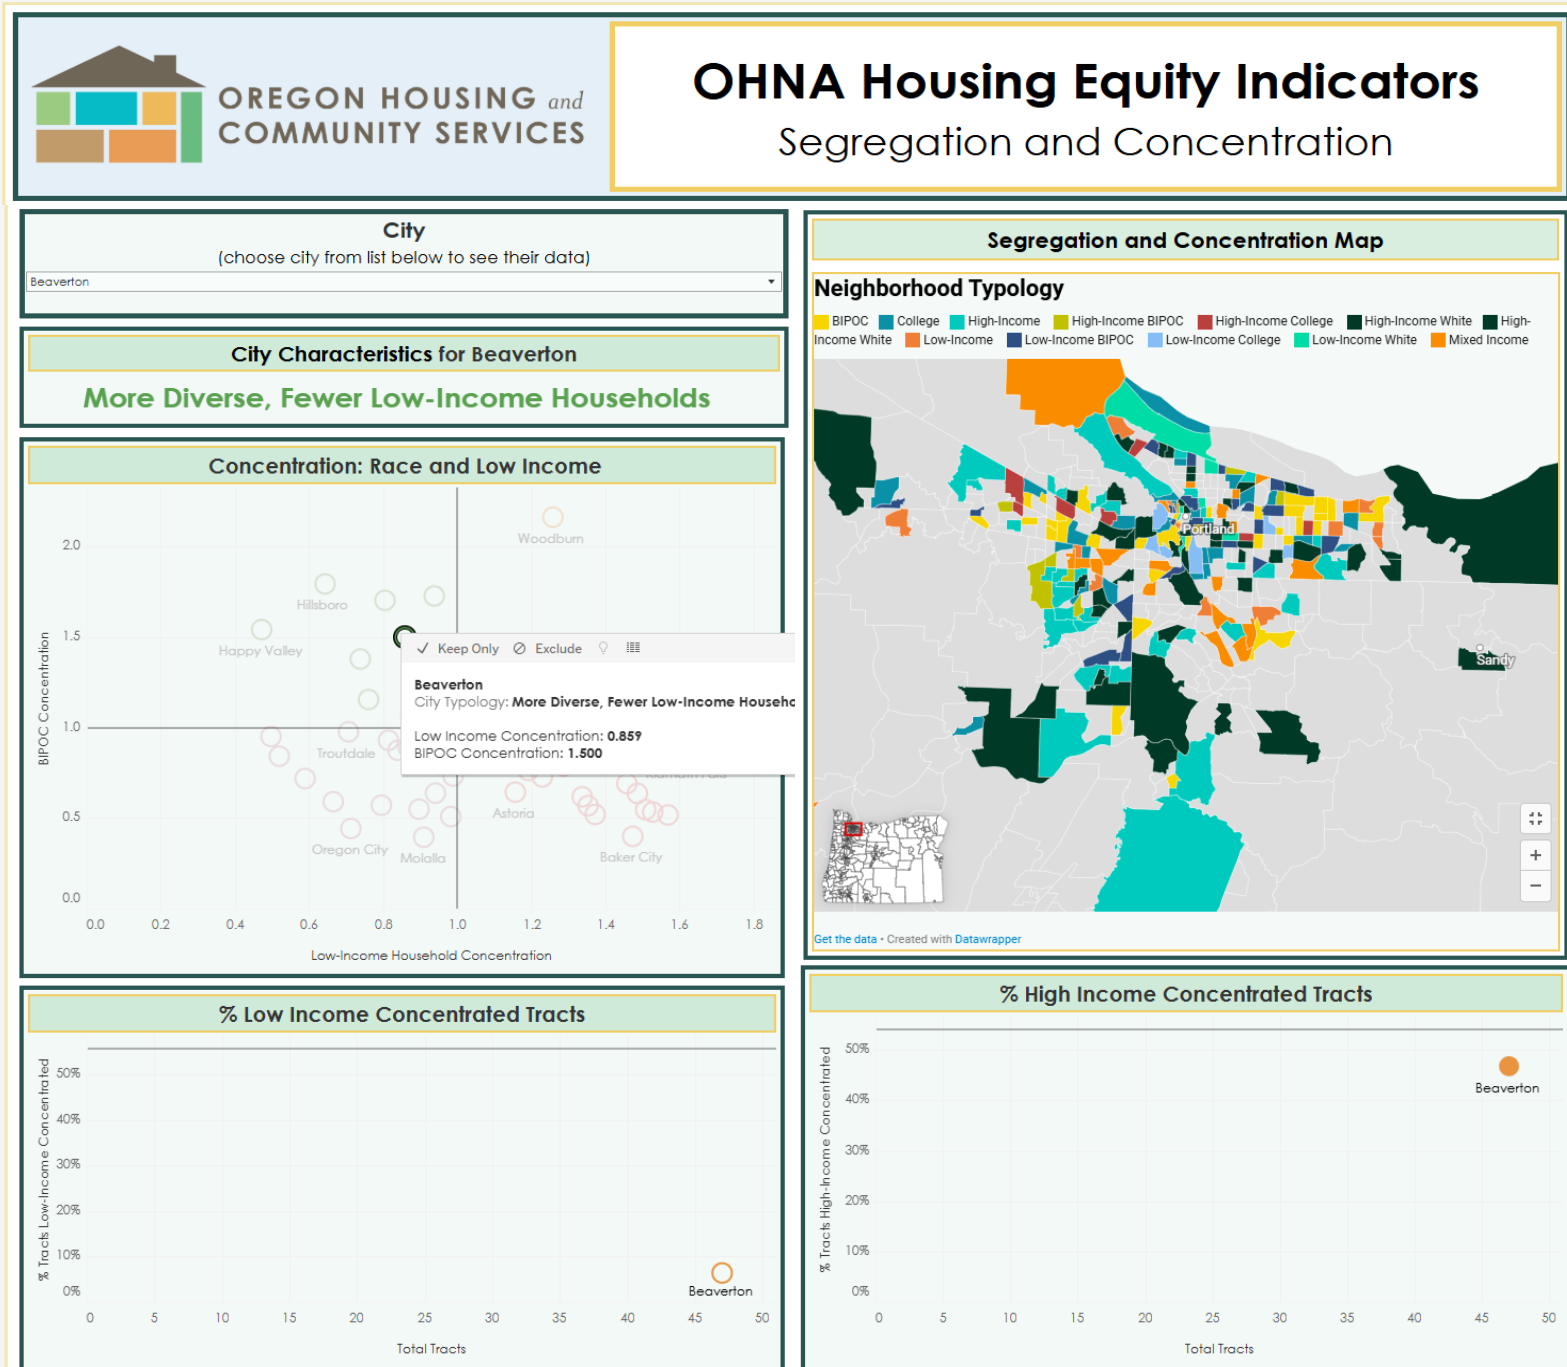 OREGON HOUSING and
COMMUNITY SERVICES
OHNA Housing Equity Indicators
Segregation and Concentration
City
(choose city from list below to see their data)
Beaverton
City Characteristics for Beaverton
More Diverse, Fewer Low-Income Households
Concentration: Race and Low Income
BIPOC Concentration
2.0
1.5
1.0
0.5
0.0
Woodburn
Hillsboro
Happy Valley
Keep Only
Exclude
Beaverton
City Typology: More Diverse, Fewer Low-Income Househo
Low Income Concentration: 0.859
BIPOC Concentration: 1.500
Troutdale
Klamath Falls
Astoria
Oregon City
Molalla
Baker City
0.0
0.2
0.4
0.6
0.8
1.0
1.2
1.4
1.6
1.8
Low-Income Household Concentration
Segregation and Concentration Map
Neighborhood Typology
BIPOC College High-Income High-Income BIPOC High-Income College High-Income White High-
Income White Low-Income Low-Income BIPOC Low-Income College Low-Income White Mixed Income
Portland
Sandy
+
−
Get the data • Created with Datawrapper
% Low Income Concentrated Tracts
% Tracts Low-Income Concentrated
50%
40%
30%
20%
10%
0%
Beaverton
0
5
10
15
20
25
30
35
40
45
50
Total Tracts
% High Income Concentrated Tracts
% Tracts High-Income Concentrated
50%
40%
30%
20%
10%
0%
Beaverton
0
5
10
15
20
25
30
35
40
45
50
Total Tracts